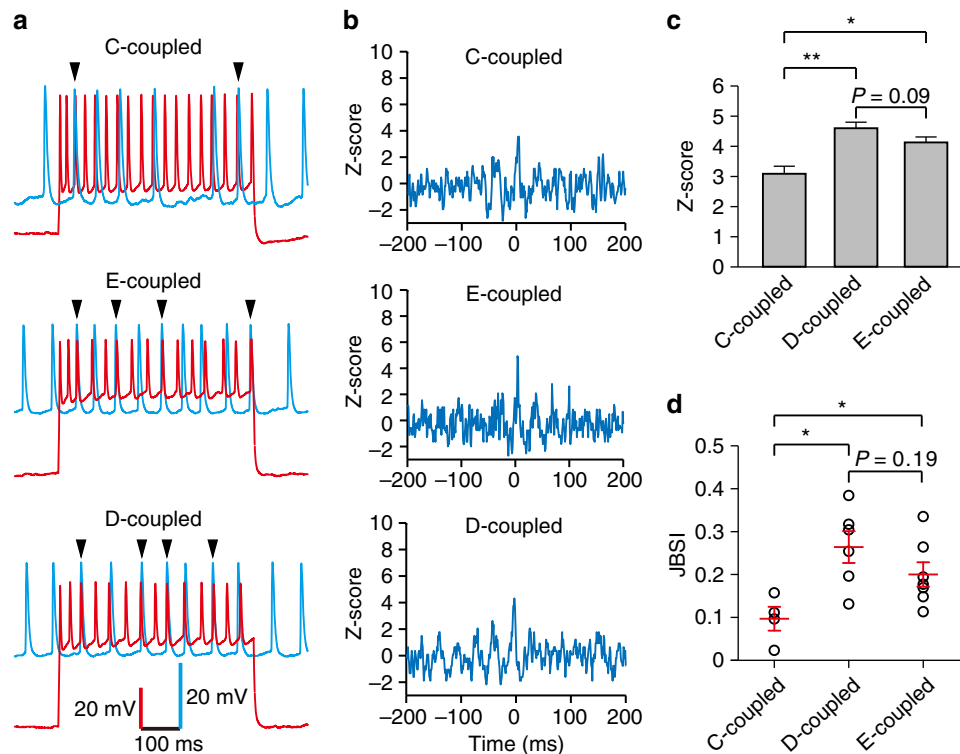 a
C-coupled
E-coupled
D-coupled
20 mV
20 mV
100 ms
b
C-coupled
10
8
6
4
2
0
−2
Z-score
−200
−100
0
100
200
E-coupled
10
8
6
4
2
0
−2
Z-score
−200
−100
0
100
200
D-coupled
10
8
6
4
2
0
−2
Z-score
−200
−100
0
100
200
Time (ms)
c
*
**
P = 0.09
6
5
4
3
2
1
0
Z-score
C-coupled
D-coupled
E-coupled
d
*
*
P = 0.19
0.5
0.4
0.3
0.2
0.1
0
JBSI
C-coupled
D-coupled
E-coupled